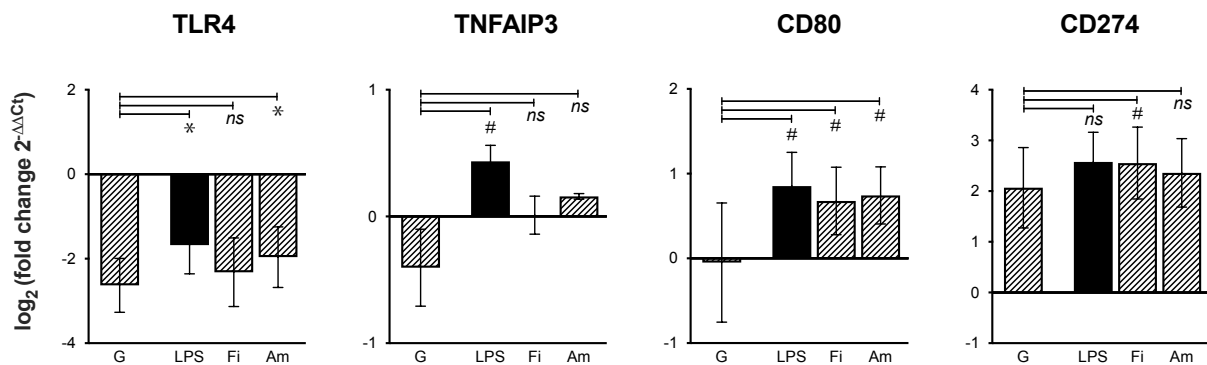 TLR4
TNFAIP3
CD80
CD274
log₂ (fold change 2^-ΔΔCt)
2
0
-2
-4
*
ns
*
G
LPS
Fi
Am
1
0
-1
#
ns
ns
G
LPS
Fi
Am
2
1
0
-1
#
#
#
G
LPS
Fi
Am
4
3
2
1
0
-1
ns
#
ns
G
LPS
Fi
Am